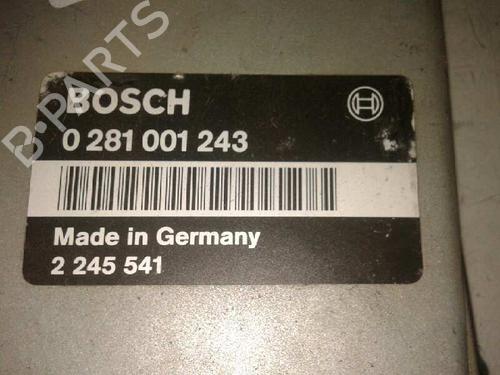 B-PARTS
BOSCH
0 281 001 243
Made in Germany
2 245 541